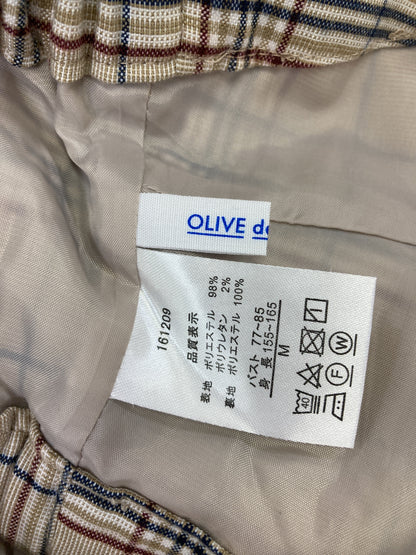 OLIVE de
161209
品質表示
表地 ポリエステル 98%
ポリウレタン 2%
裏地 ポリエステル 100%
バスト 77~85
身長 155~165
M
40
F
W